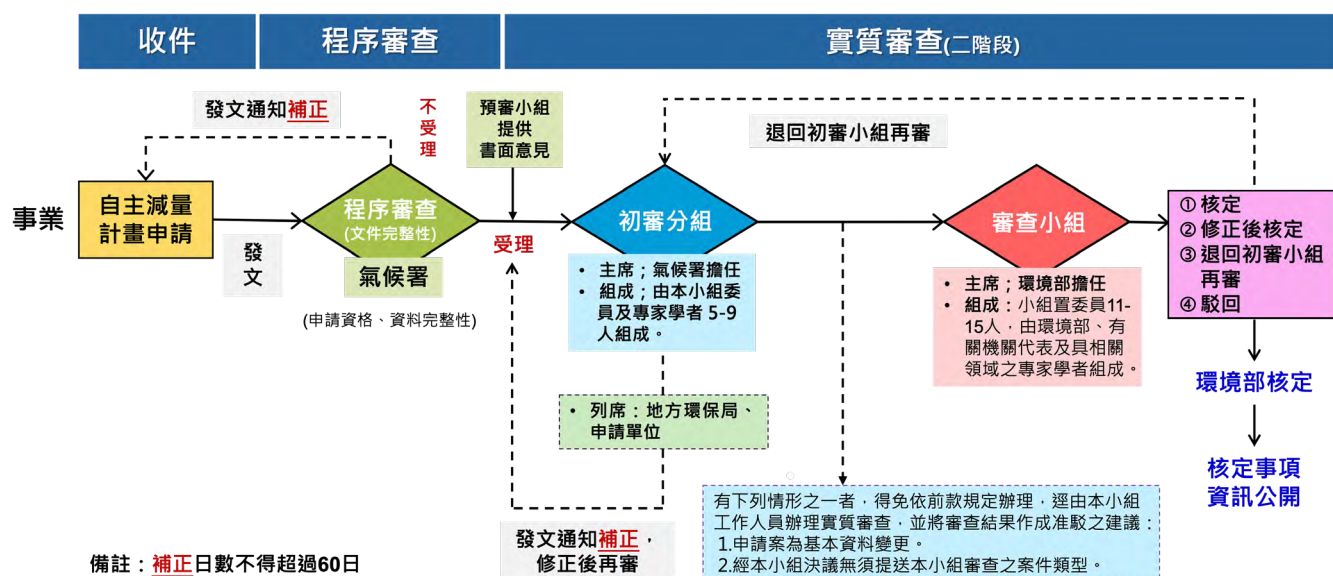 收件
程序審查
實質審查(二階段)
發文通知補正
不
受
理
預審小組
提供
書面意見
退回初審小組再審
事業
自主減量
計畫申請
發
文
程序審查
(文件完整性)
氣候署
(申請資格、資料完整性)
受理
初審分組
• 主席；氣候署擔任
• 組成；由本小組委
員及專家學者 5-9
人組成。
• 列席：地方環保局、
申請單位
審查小組
• 主席；環境部擔任
• 組成：小組置委員11-
15人，由環境部、有
關機關代表及具相關
領域之專家學者組成。
① 核定
② 修正後核定
③ 退回初審小組
再審
④ 駁回
環境部核定
核定事項
資訊公開
發文通知補正，
修正後再審
有下列情形之一者，得免依前款規定辦理，逕由本小組
工作人員辦理實質審查，並將審查結果作成准駁之建議：
1.申請案為基本資料變更。
2.經本小組決議無須提送本小組審查之案件類型。
備註：補正日數不得超過60日